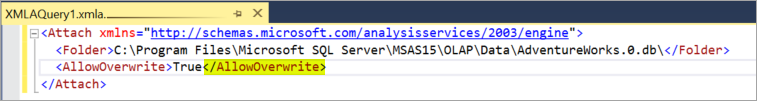 XMLAQuery1.xmla.
<Attach xmlns="http://schemas.microsoft.com/analysisservices/2003/engine">
<Folder>C:\Program Files\Microsoft SQL Server\MSAS15\OLAP\Data\AdventureWorks.0.db\</Folder>
<AllowOverwrite>True</AllowOverwrite>
</Attach>